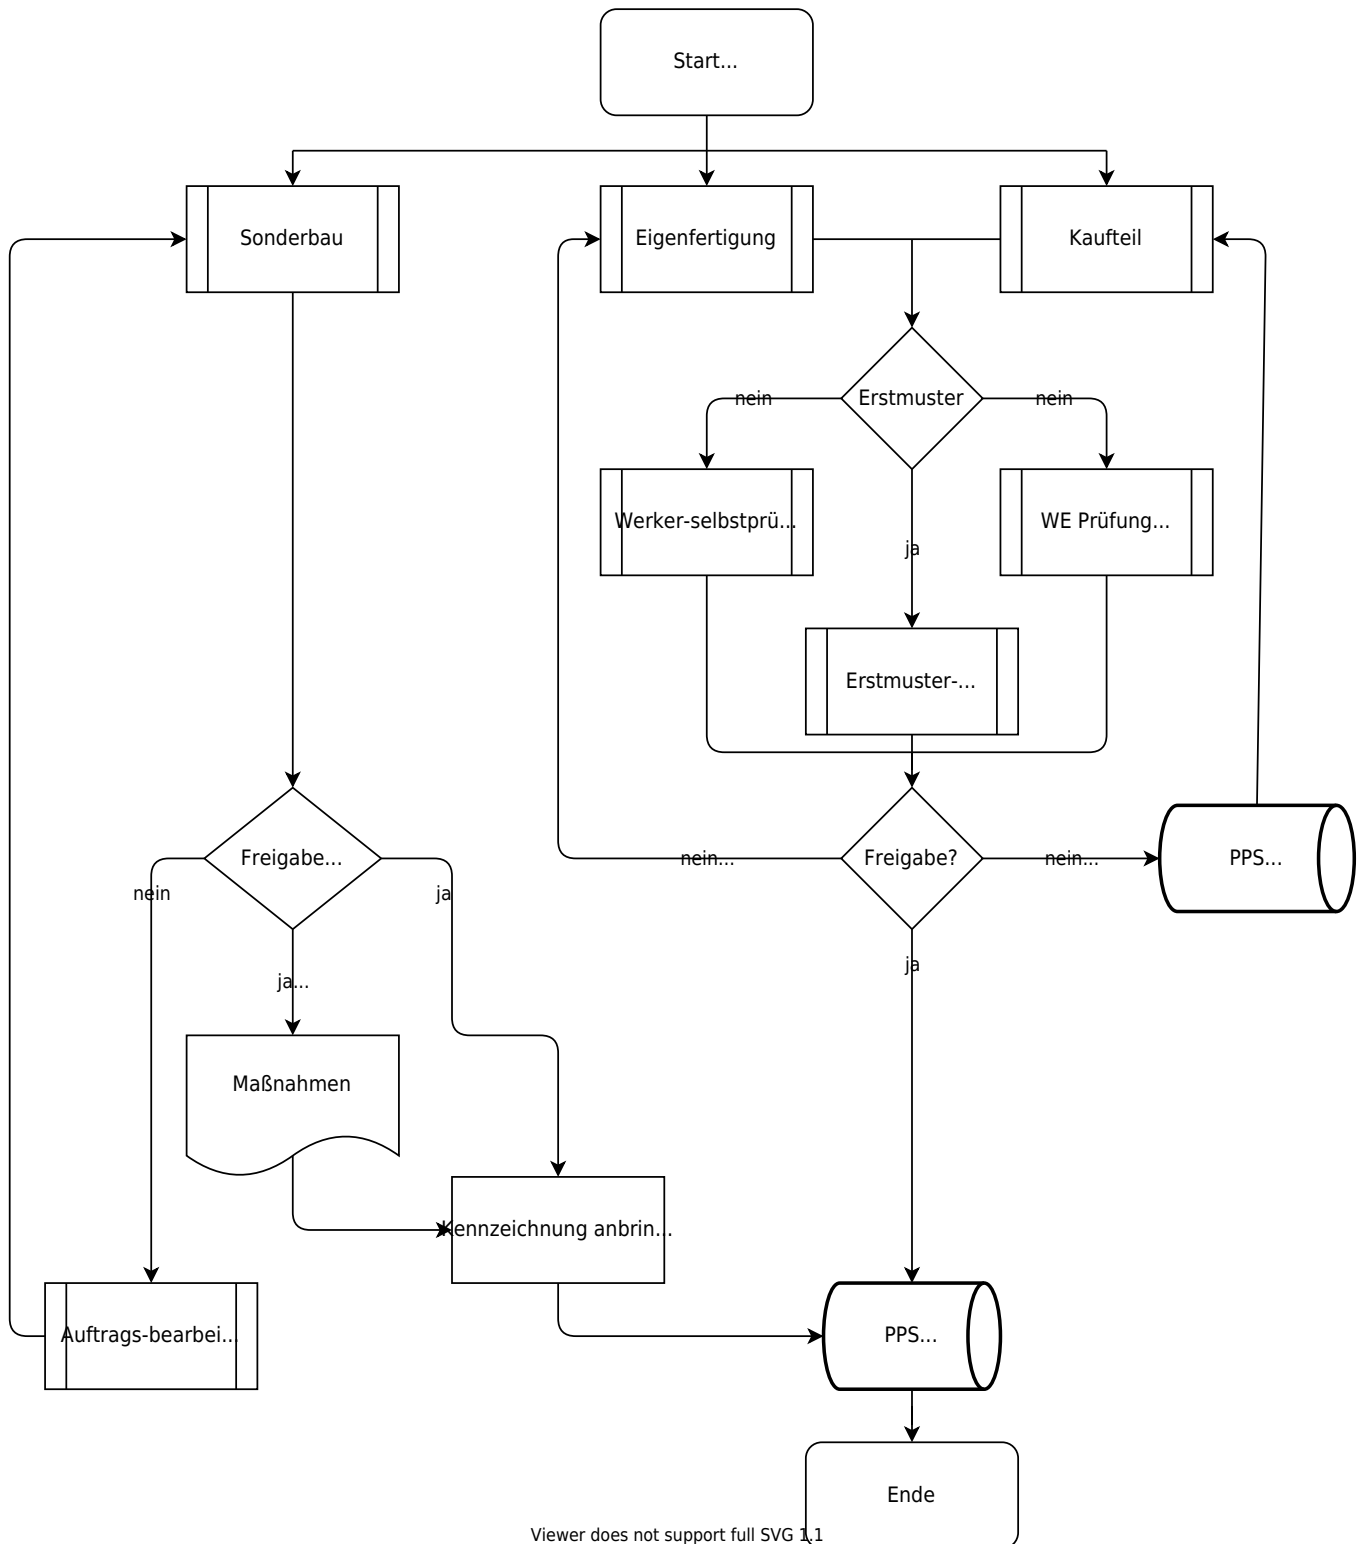 Start...
Sonderbau
Eigenfertigung
Kaufteil
nein
Erstmuster
nein
Werker-selbstprü...
WE Prüfung...
ja
Erstmuster-...
Freigabe...
nein...
Freigabe?
nein...
PPS...
nein
ja
ja
ja...
Maßnahmen
Kennzeichnung anbrin...
Auftrags-bearbei...
PPS...
Ende
Viewer does not support full SVG 1.1